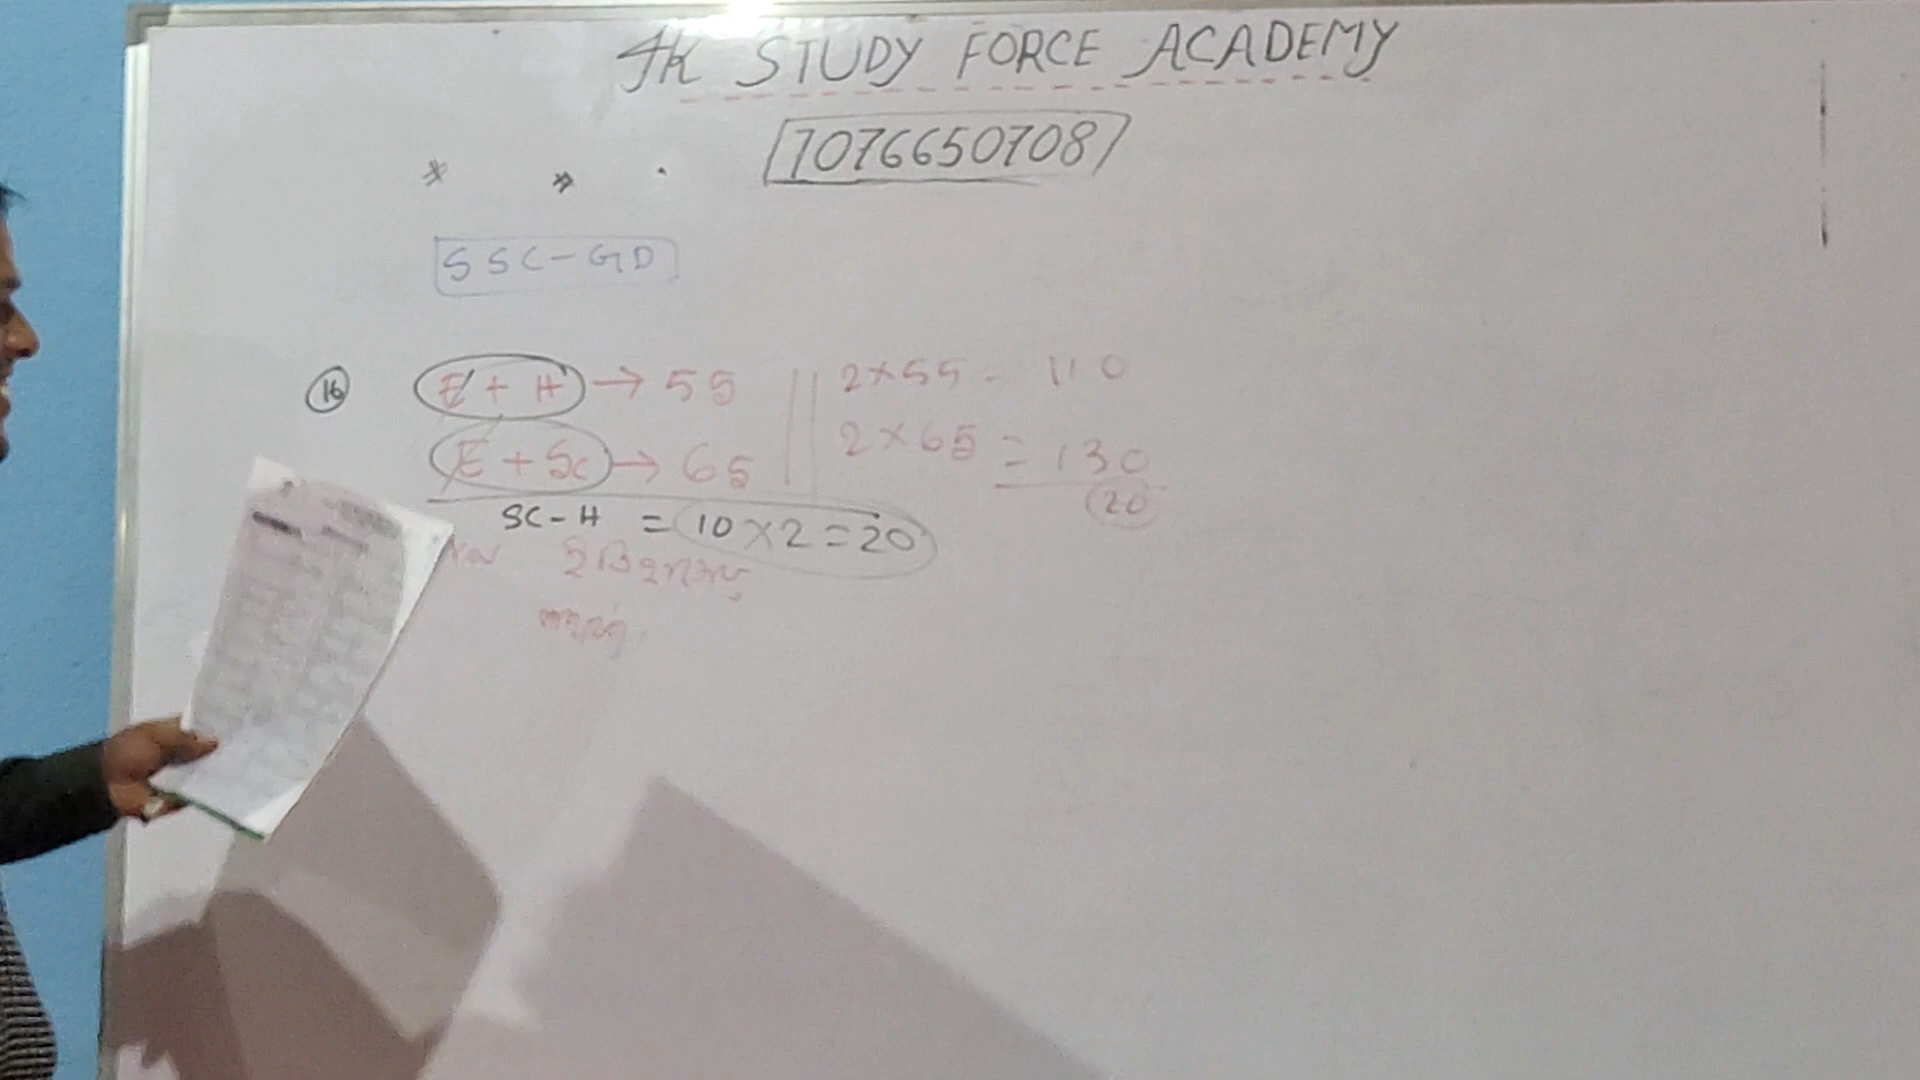 JK STUDY FORCE ACADEMY
7076650708
SSC-GD
16
E + H → 55
2×55 - 110
E + Sc → 65
2×65 = 130
20
SC-H = 10×2=20